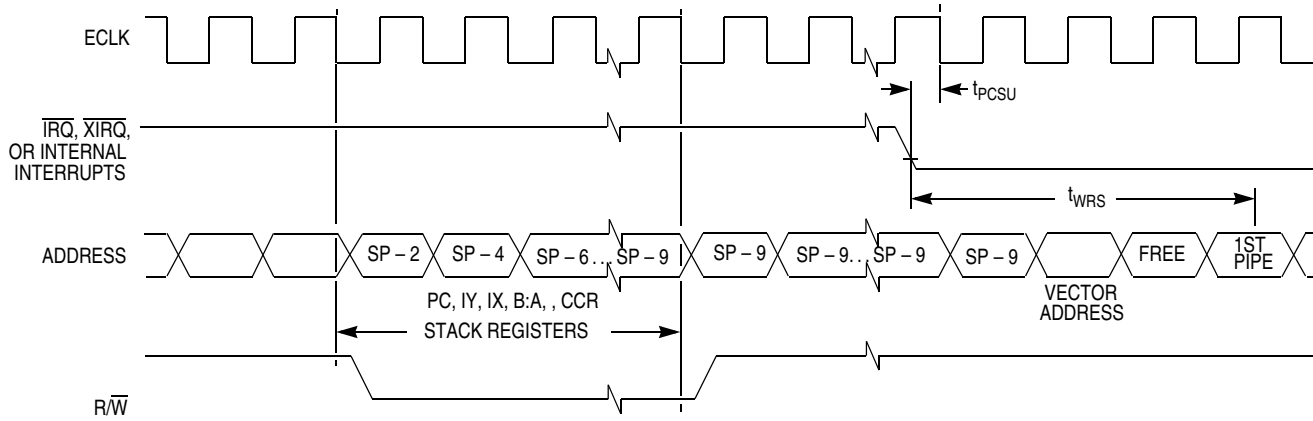 ECLK
tPCSU
IRQ, XIRQ,
OR INTERNAL
INTERRUPTS
tWRS
ADDRESS
SP – 2
SP – 4
SP – 6 . . . SP – 9
SP – 9
SP – 9. . . SP – 9
SP – 9
FREE
1ST
PIPE
VECTOR
ADDRESS
PC, IY, IX, B:A, , CCR
STACK REGISTERS
R/W